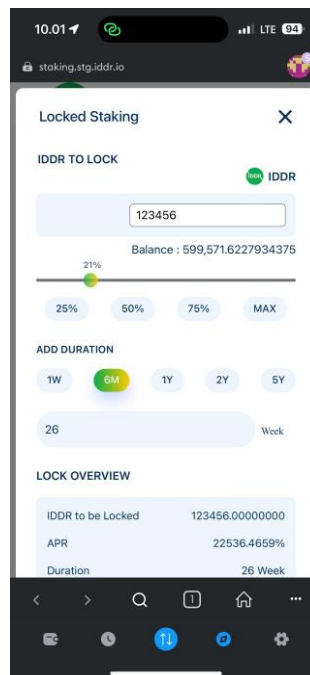 10.01 LTE 94
staking.stg.iddr.io
Locked Staking
IDDR TO LOCK
IDDR
123456
Balance : 599,571.6227934375
21%
25% 50% 75% MAX
ADD DURATION
1W 6M 1Y 2Y 5Y
26 Week
LOCK OVERVIEW
IDDR to be Locked 123456.00000000
APR 22536.4659%
Duration 26 Week
1